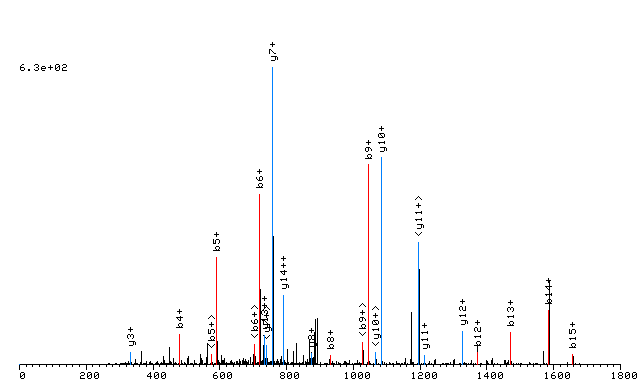 y7+
6.3e+02
y10+
b9+
b6+
<y11+>
b5+
y14++
b14+
<b6+>
<b9+>
<y10+>
y12+
b13+
b4+
<b5+>
y3+
y8+
b8+
y11+
b12+
b15+
0 200 400 600 800 1000 1200 1400 1600 1800